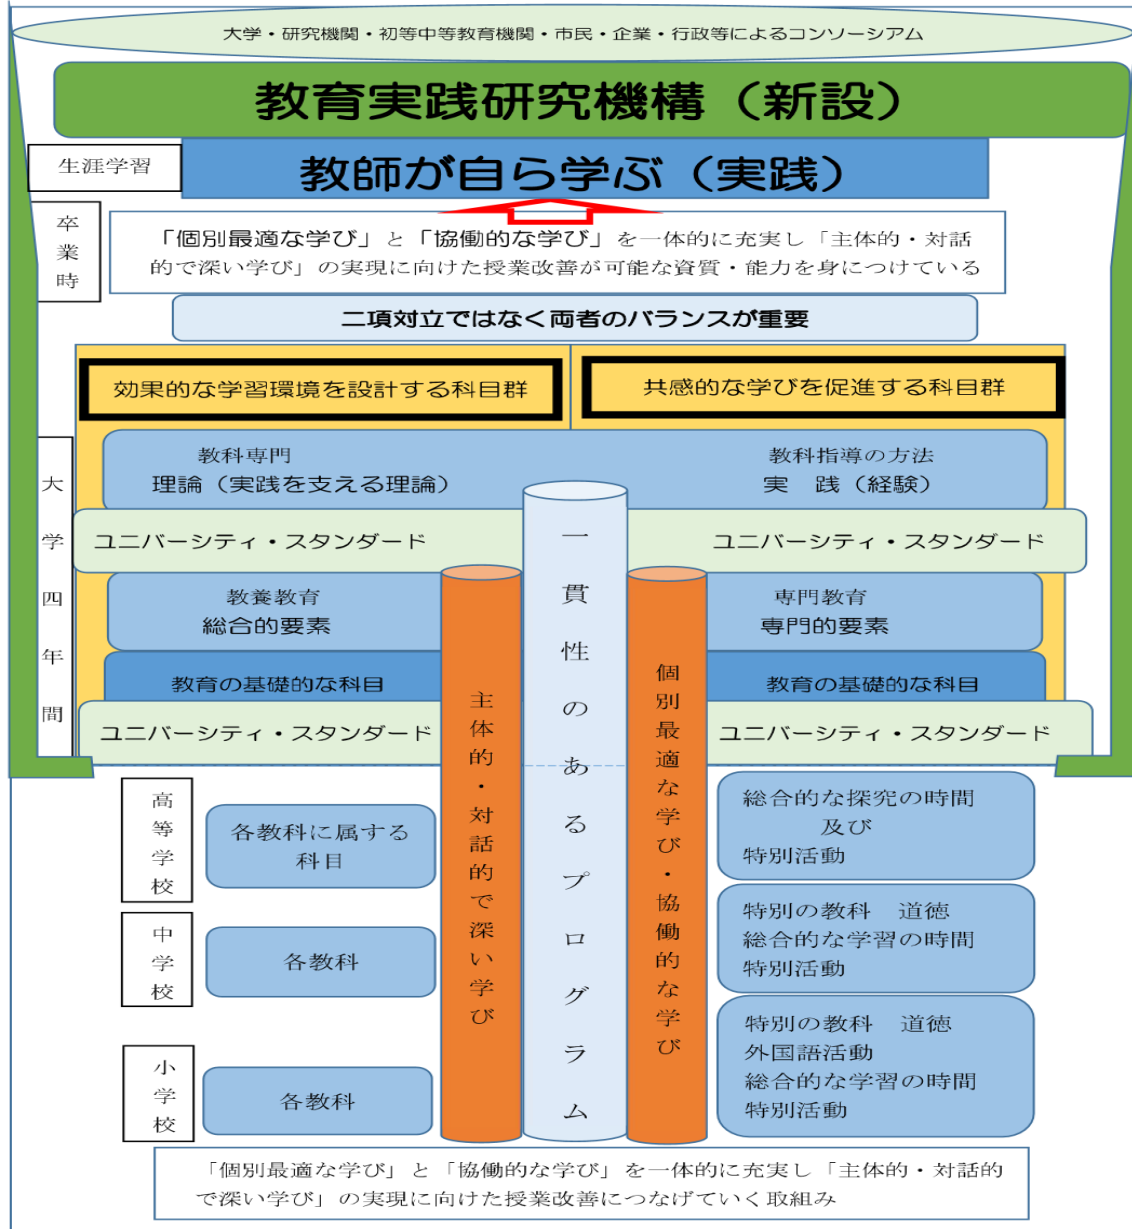 大学・研究機関・初等中等教育機関・市民・企業・行政等によるコンソーシアム
教育実践研究機構（新設）
生涯学習
教師が自ら学ぶ（実践）
卒業時
「個別最適な学び」と「協働的な学び」を一体的に充実し「主体的・対話
的で深い学び」の実現に向けた授業改善が可能な資質・能力を身につけている
二項対立ではなく両者のバランスが重要
効果的な学習環境を設計する科目群
共感的な学びを促進する科目群
大学四年間
教科専門
理論（実践を支える理論）
教科指導の方法
実　践（経験）
ユニバーシティ・スタンダード
ユニバーシティ・スタンダード
教養教育
総合的要素
専門教育
専門的要素
教育の基礎的な科目
教育の基礎的な科目
ユニバーシティ・スタンダード
ユニバーシティ・スタンダード
主体的・対話的で深い学び
一貫性のあるプログラム
個別最適な学び・協働的な学び
高等学校
各教科に属する
科目
総合的な探究の時間
及び
特別活動
中学校
各教科
特別の教科　道徳
総合的な学習の時間
特別活動
小学校
各教科
特別の教科　道徳
外国語活動
総合的な学習の時間
特別活動
「個別最適な学び」と「協働的な学び」を一体的に充実し「主体的・対話的
で深い学び」の実現に向けた授業改善につなげていく取組み